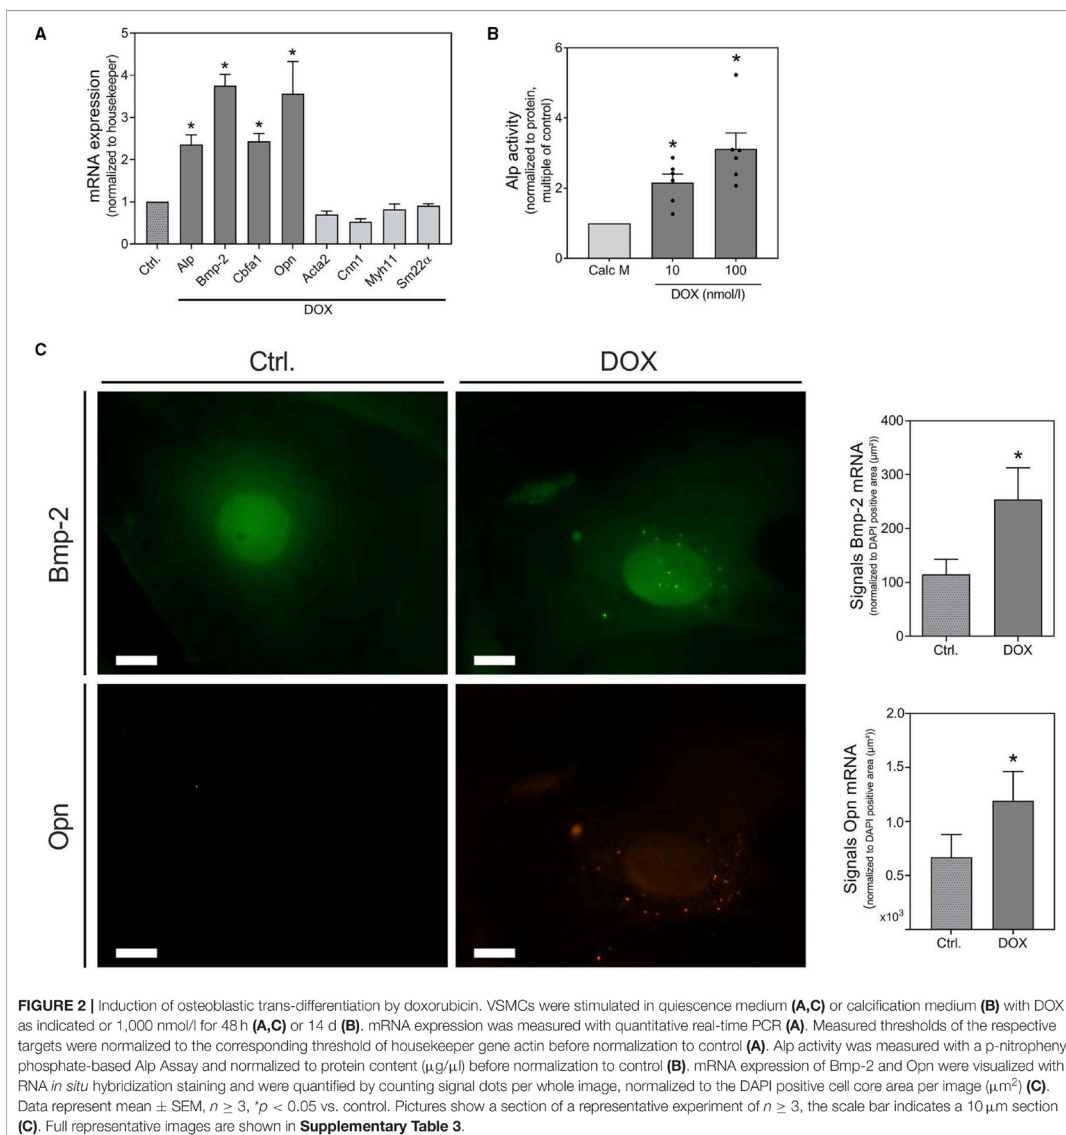 A
mRNA expression
(normalized to housekeeper)
5
4
3
2
1
0
*
*
*
*
Ctrl.
Alp
Bmp-2
Cbfa1
Opn
Acta2
Cnn1
Myh11
Sm22α
DOX
B
Alp activity
(normalized to protein,
multiple of control)
6
4
2
0
*
*
Calc M
10
100
DOX (nmol/l)
C
Ctrl.
DOX
Bmp-2
Opn
Signals Bmp-2 mRNA
(normalized to DAPI positive area (µm²))
400
300
200
100
0
*
Ctrl.
DOX
Signals Opn mRNA
(normalized to DAPI positive area (µm²))
2.0
1.5
1.0
0.5
x10³
*
Ctrl.
DOX
FIGURE 2 | Induction of osteoblastic trans-differentiation by doxorubicin. VSMCs were stimulated in quiescence medium (A,C) or calcification medium (B) with DOX
as indicated or 1,000 nmol/l for 48 h (A,C) or 14 d (B). mRNA expression was measured with quantitative real-time PCR (A). Measured thresholds of the respective
targets were normalized to the corresponding threshold of housekeeper gene actin before normalization to control (A). Alp activity was measured with a p-nitropheny
phosphate-based Alp Assay and normalized to protein content (µg/µl) before normalization to control (B). mRNA expression of Bmp-2 and Opn were visualized with
RNA in situ hybridization staining and were quantified by counting signal dots per whole image, normalized to the DAPI positive cell core area per image (µm²) (C).
Data represent mean ± SEM, n ≥ 3, *p < 0.05 vs. control. Pictures show a section of a representative experiment of n ≥ 3, the scale bar indicates a 10 µm section
(C). Full representative images are shown in Supplementary Table 3.